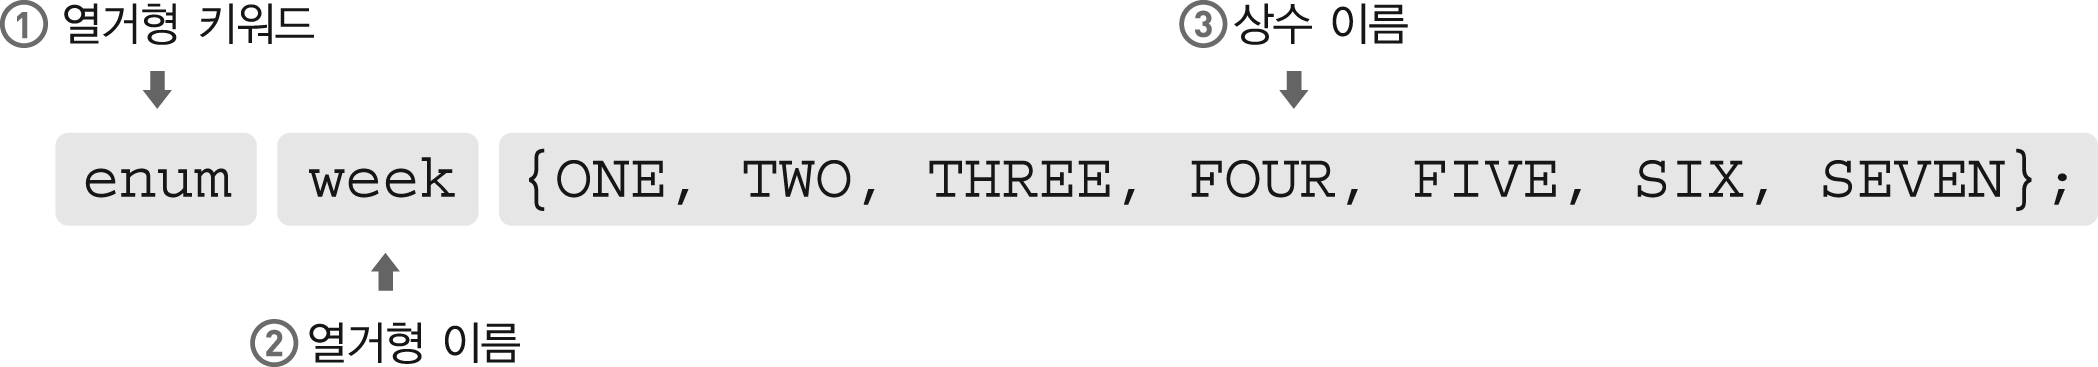 ① 열거형 키워드
③ 상수 이름
enum week {ONE, TWO, THREE, FOUR, FIVE, SIX, SEVEN};
② 열거형 이름